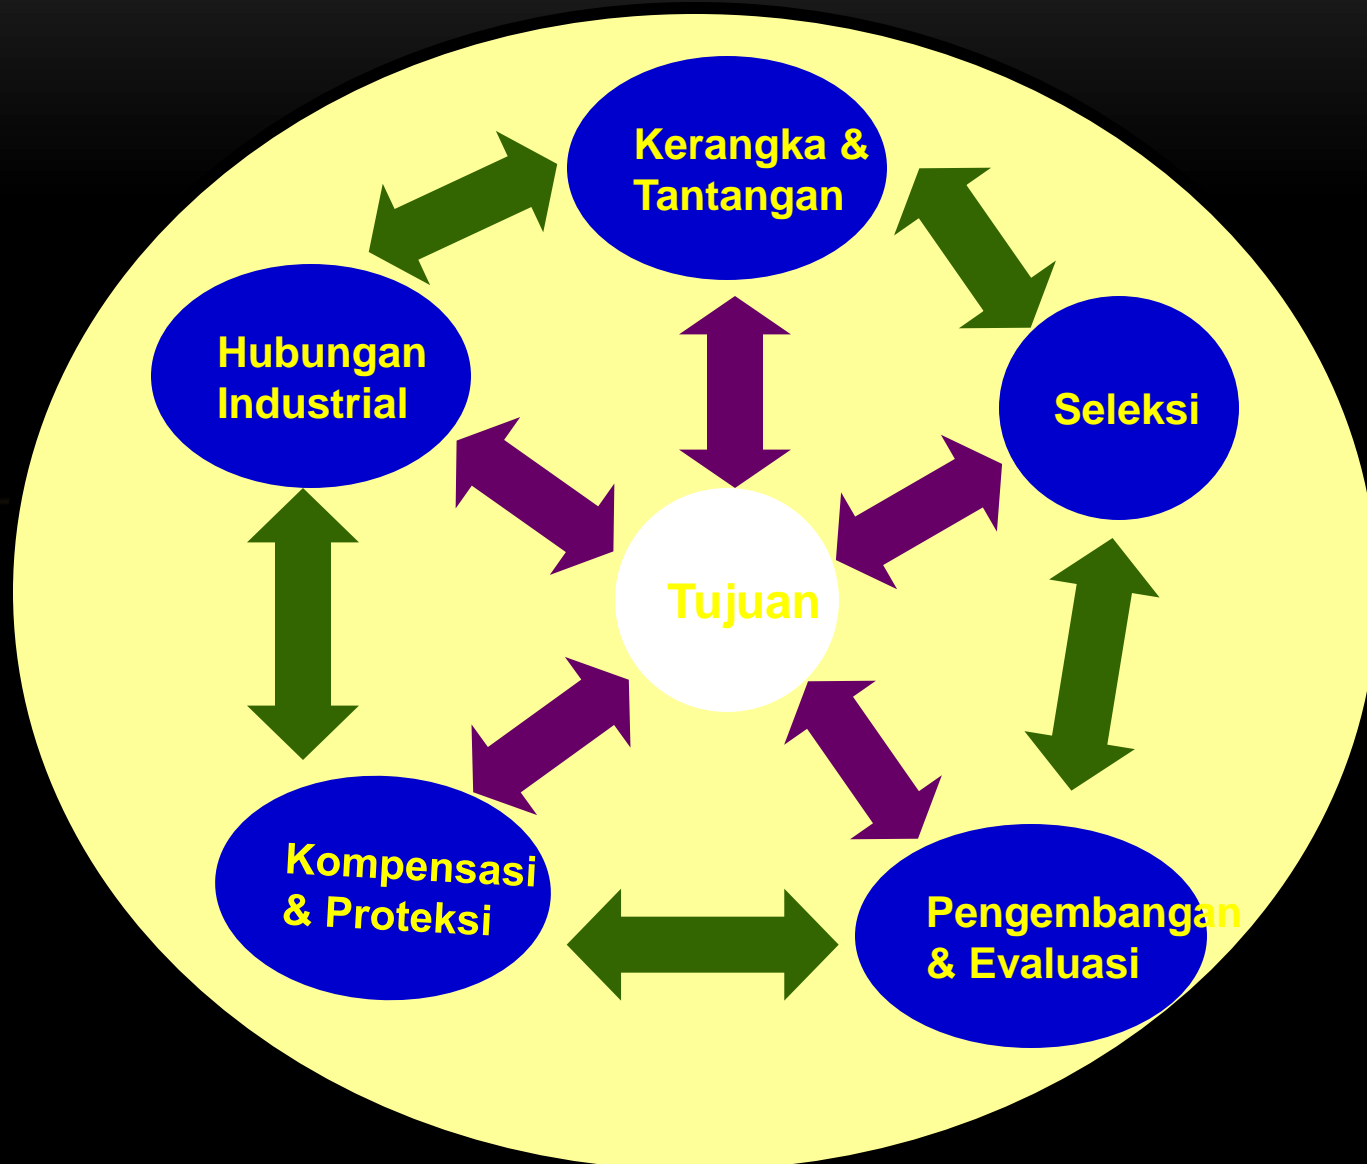 Kerangka &
Tantangan
Hubungan
Industrial
Seleksi
Tujuan
Kompensasi
& Proteksi
Pengembangan
& Evaluasi